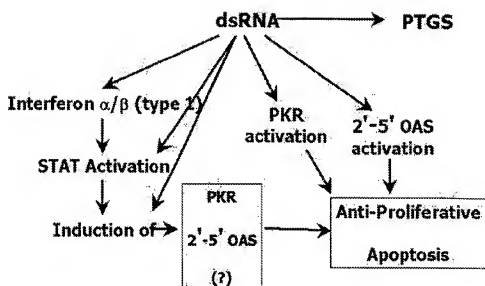 dsRNA PTGS
Interferon α/β (type 1)
PKR
activation
2'-5' OAS
activation
STAT Activation
Induction of
PKR
2'-5' OAS
(?)
Anti-Proliferative
Apoptosis